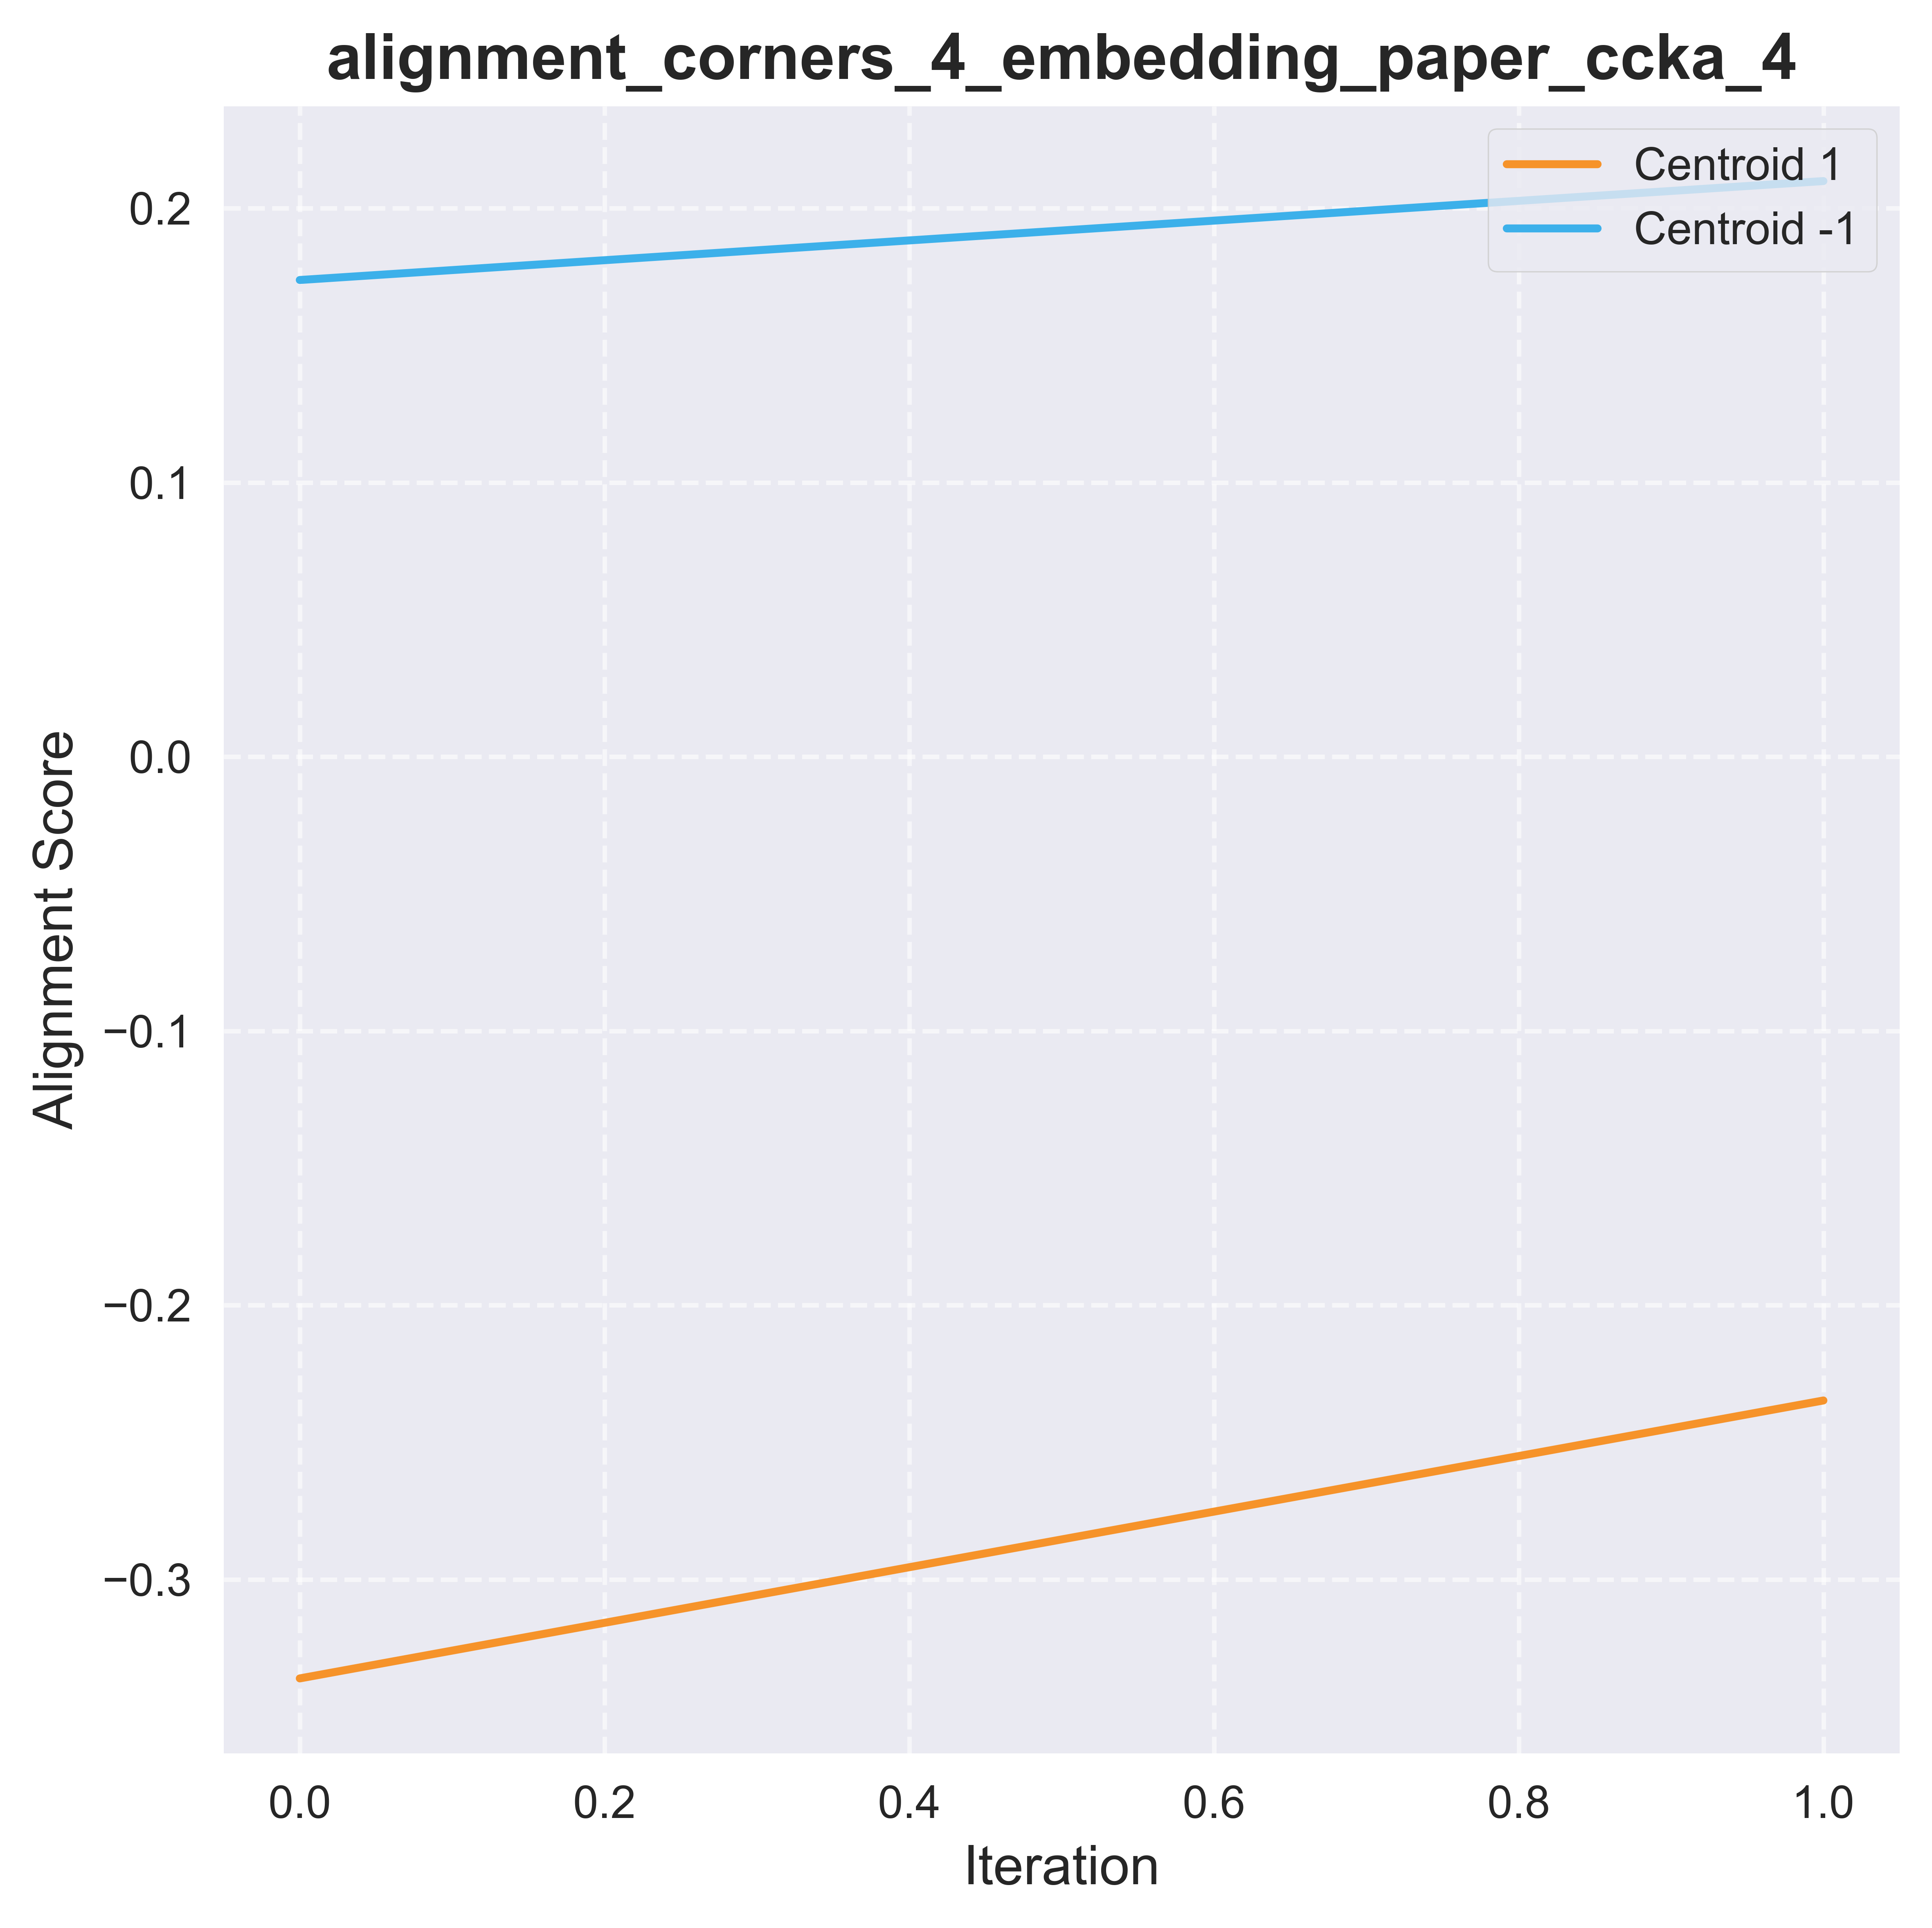 alignment_corners_4_embedding_paper_ccka_4
Centroid 1
Centroid -1
0.2
0.1
0.0
−0.1
−0.2
−0.3
Alignment Score
0.0 0.2 0.4 0.6 0.8 1.0
Iteration